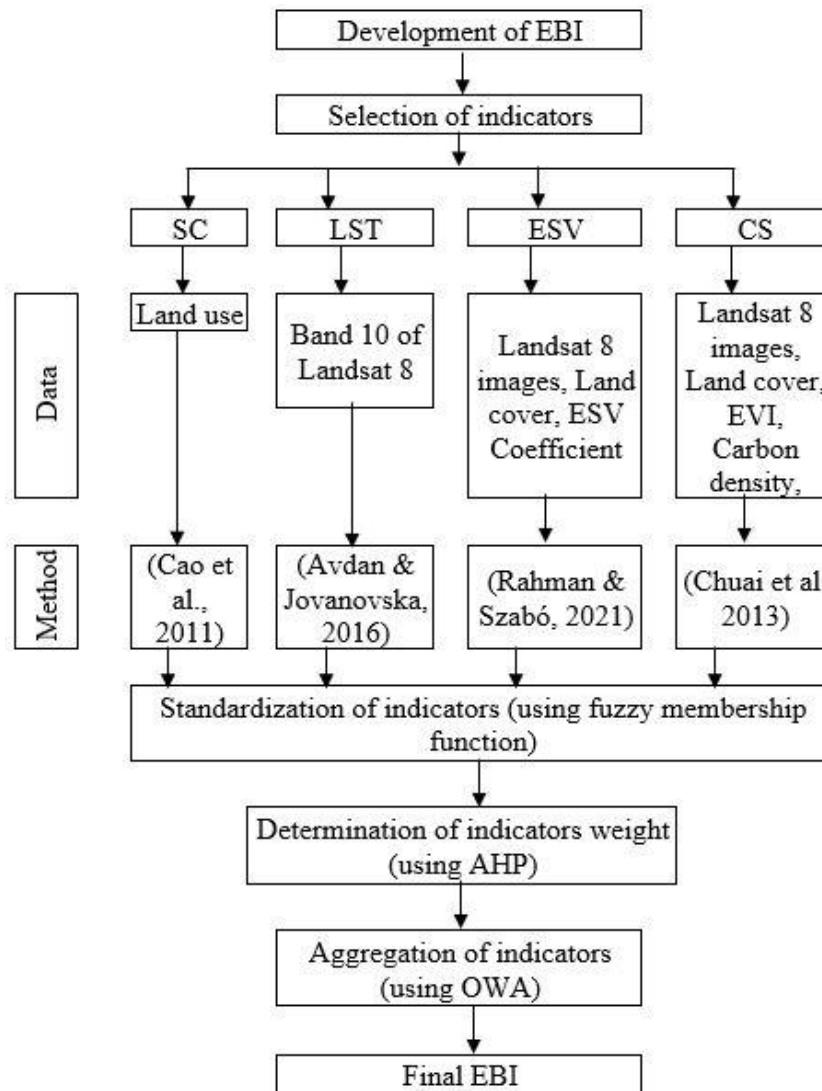 Development of EBI
Selection of indicators
SC
LST
ESV
CS
Data
Land use
Band 10 of
Landsat 8
Landsat 8
images, Land
cover, ESV
Coefficient
Landsat 8
images,
Land cover,
EVI,
Carbon
density,
Method
(Cao et
al.,
2011)
(Avdan &
Jovanovska,
2016)
(Rahman &
Szabó, 2021)
(Chuai et al
2013)
Standardization of indicators (using fuzzy membership
function)
Determination of indicators weight
(using AHP)
Aggregation of indicators
(using OWA)
Final EBI